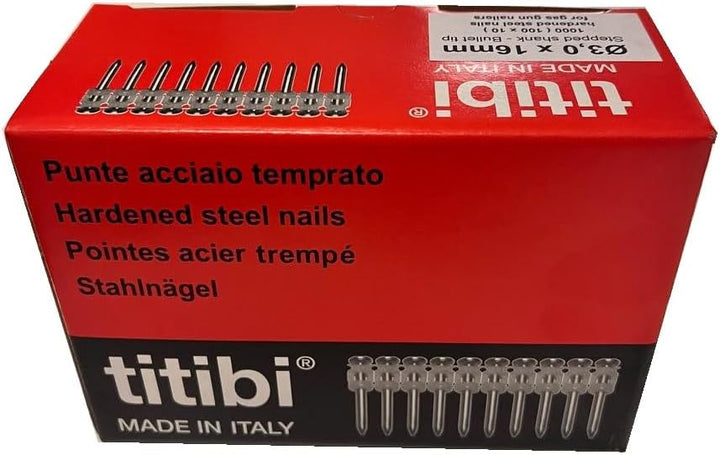 titibi®
MADE IN ITALY
Ø3,0 x 16mm
Stepped shank - Bullet tip
1000 ( 100 x 10 )
hardened steel nails
for gas gun nailers
Punte acciaio temprato
Hardened steel nails
Pointes acier trempé
Stahlnägel
titibi®
MADE IN ITALY